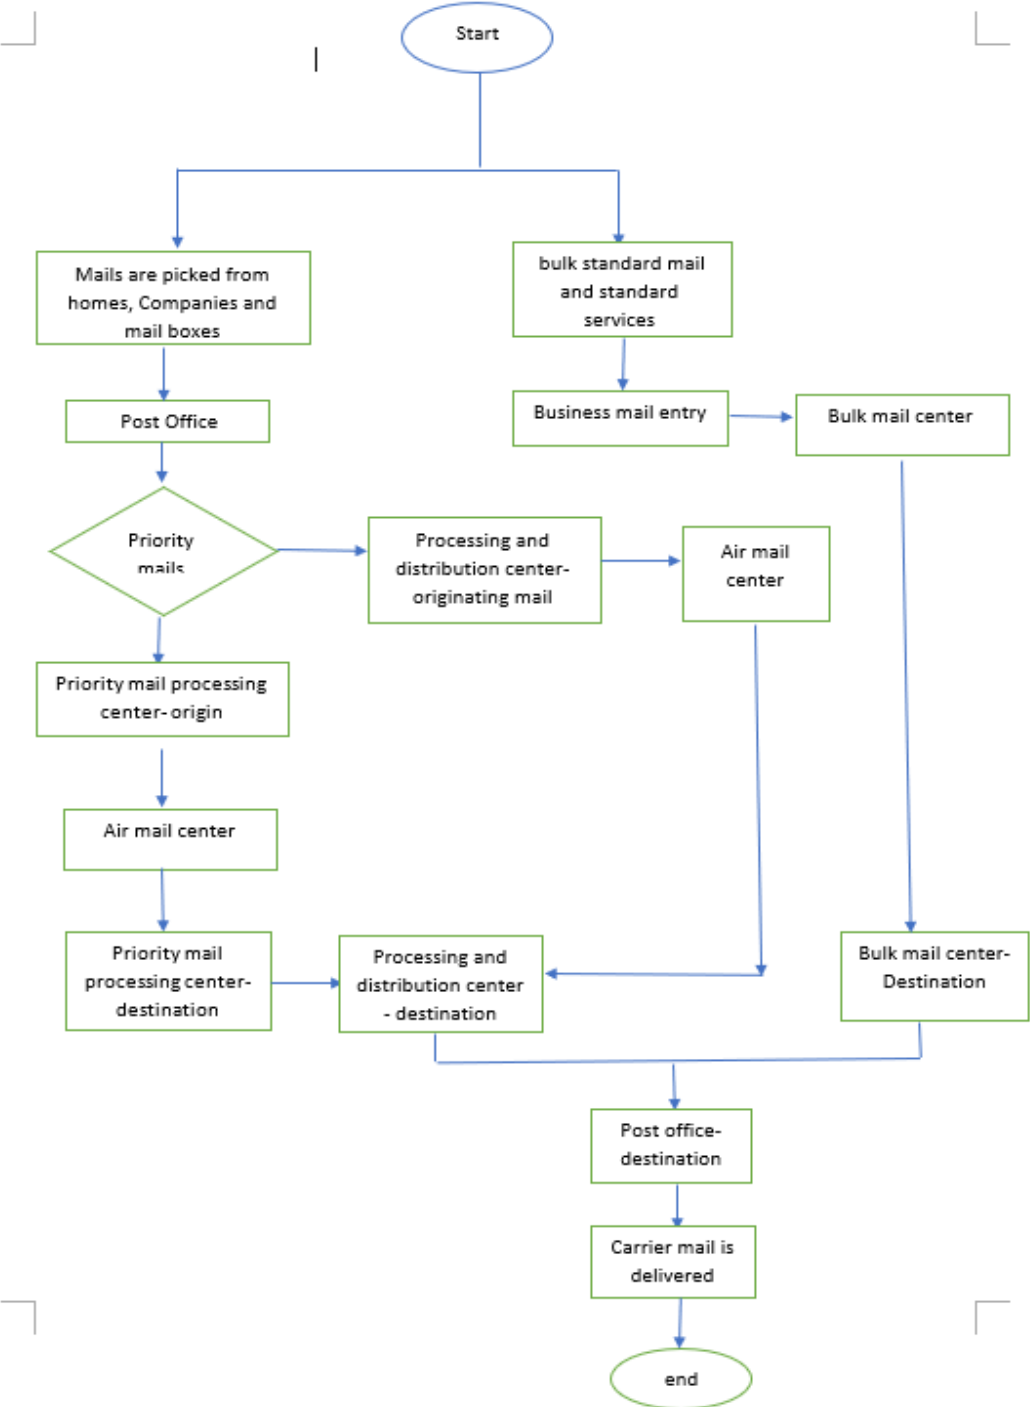 Start
Mails are picked from
homes, Companies and
mail boxes
bulk standard mail
and standard
services
Post Office
Business mail entry
Bulk mail center
Priority
mails
Processing and
distribution center-
originating mail
Air mail
center
Priority mail processing
center- origin
Air mail center
Priority mail
processing center-
destination
Processing and
distribution center
- destination
Bulk mail center-
Destination
Post office-
destination
Carrier mail is
delivered
end